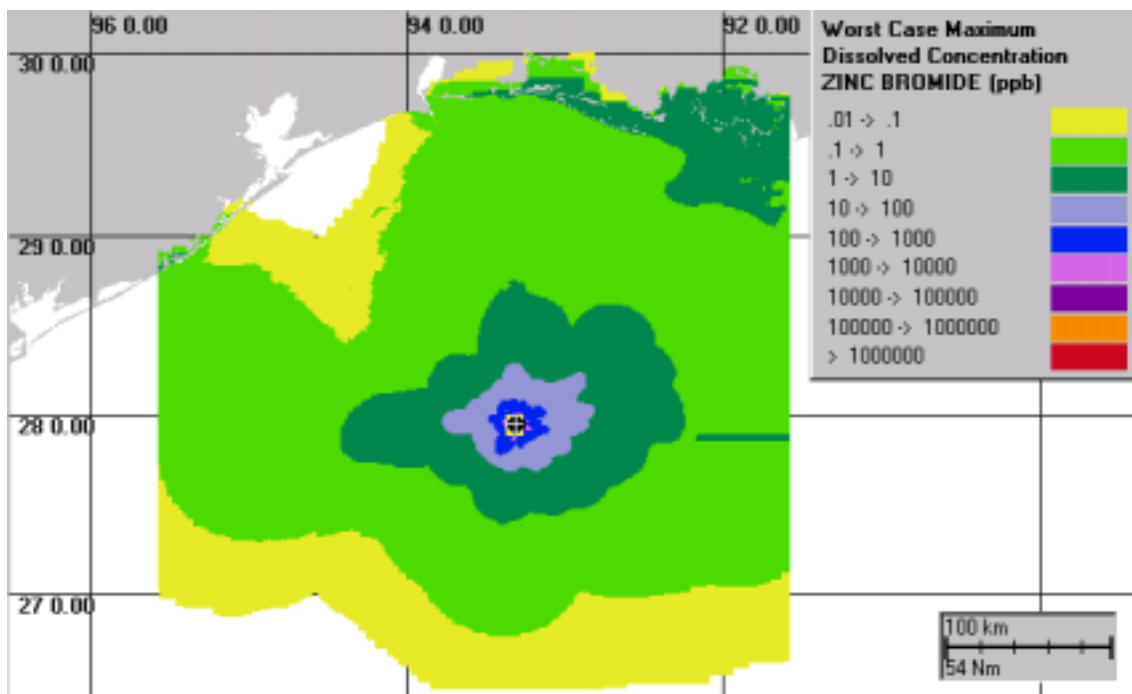 96 0.00
94 0.00
92 0.00
30 0.00
29 0.00
28 0.00
27 0.00
Worst Case Maximum
Dissolved Concentration
ZINC BROMIDE (ppb)
.01 -> .1
.1 -> 1
1 -> 10
10 -> 100
100 -> 1000
1000 -> 10000
10000 -> 100000
100000 -> 1000000
> 1000000
100 km
54 Nm